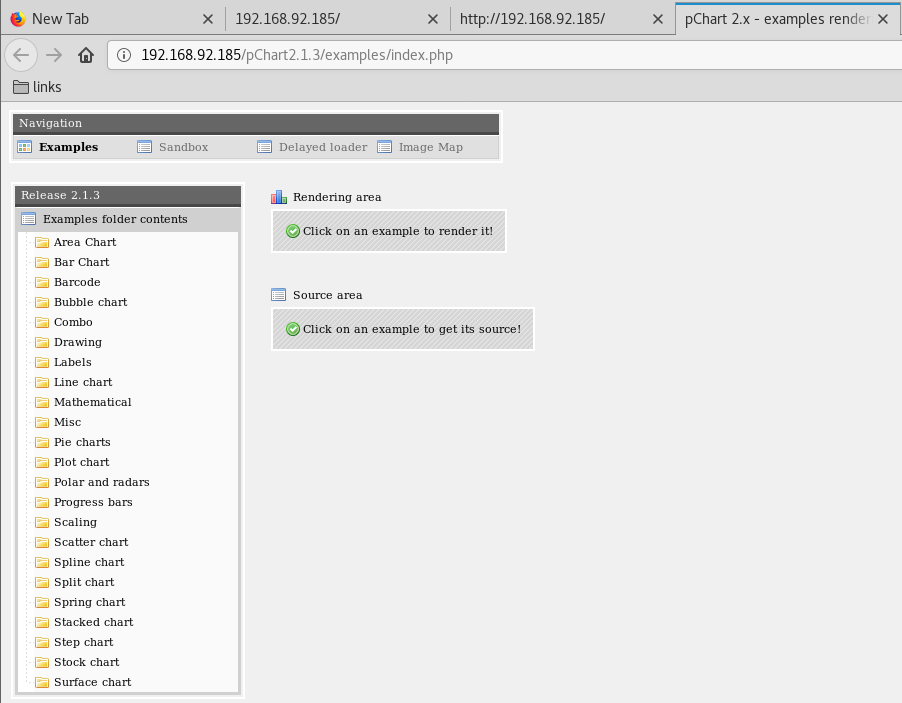 New Tab
192.168.92.185/
http://192.168.92.185/
pChart 2.x - examples rende
192.168.92.185/pChart2.1.3/examples/index.php
links
Navigation
Examples
Sandbox
Delayed loader
Image Map
Release 2.1.3
Examples folder contents
Area Chart
Bar Chart
Barcode
Bubble chart
Combo
Drawing
Labels
Line chart
Mathematical
Misc
Pie charts
Plot chart
Polar and radars
Progress bars
Scaling
Scatter chart
Spline chart
Split chart
Spring chart
Stacked chart
Step chart
Stock chart
Surface chart
Rendering area
Click on an example to render it!
Source area
Click on an example to get its source!